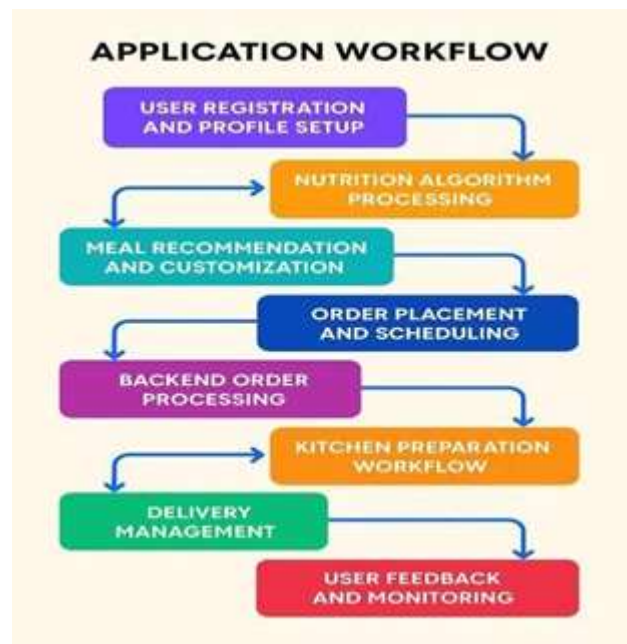 APPLICATION WORKFLOW
USER REGISTRATION
AND PROFILE SETUP
NUTRITION ALGORITHM
PROCESSING
MEAL RECOMMENDATION
AND CUSTOMIZATION
ORDER PLACEMENT
AND SCHEDULING
BACKEND ORDER
PROCESSING
KITCHEN PREPARATION
WORKFLOW
DELIVERY
MANAGEMENT
USER FEEDBACK
AND MONITORING